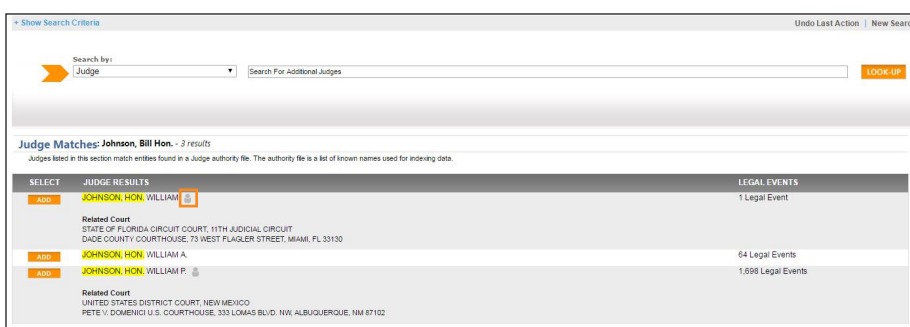 + Show Search Criteria
Undo Last Action | New Searc
Search by:
Judge
Search For Additional Judges
LOOK-UP
Judge Matches: Johnson, Bill Hon. - 3 results
Judges listed in this section match entities found in a Judge authority file. The authority file is a list of known names used for indexing data.
SELECT JUDGE RESULTS LEGAL EVENTS
ADD JOHNSON, HON. WILLIAM 1 Legal Event
Related Court
STATE OF FLORIDA CIRCUIT COURT, 11TH JUDICIAL CIRCUIT
DADE COUNTY COURTHOUSE, 73 WEST FLAGLER STREET, MIAMI, FL 33130
ADD JOHNSON, HON. WILLIAM A. 64 Legal Events
ADD JOHNSON, HON. WILLIAM P. 1,698 Legal Events
Related Court
UNITED STATES DISTRICT COURT, NEW MEXICO
PETE V. DOMENICI U.S. COURTHOUSE, 333 LOMAS BLVD. NW, ALBUQUERQUE, NM 87102